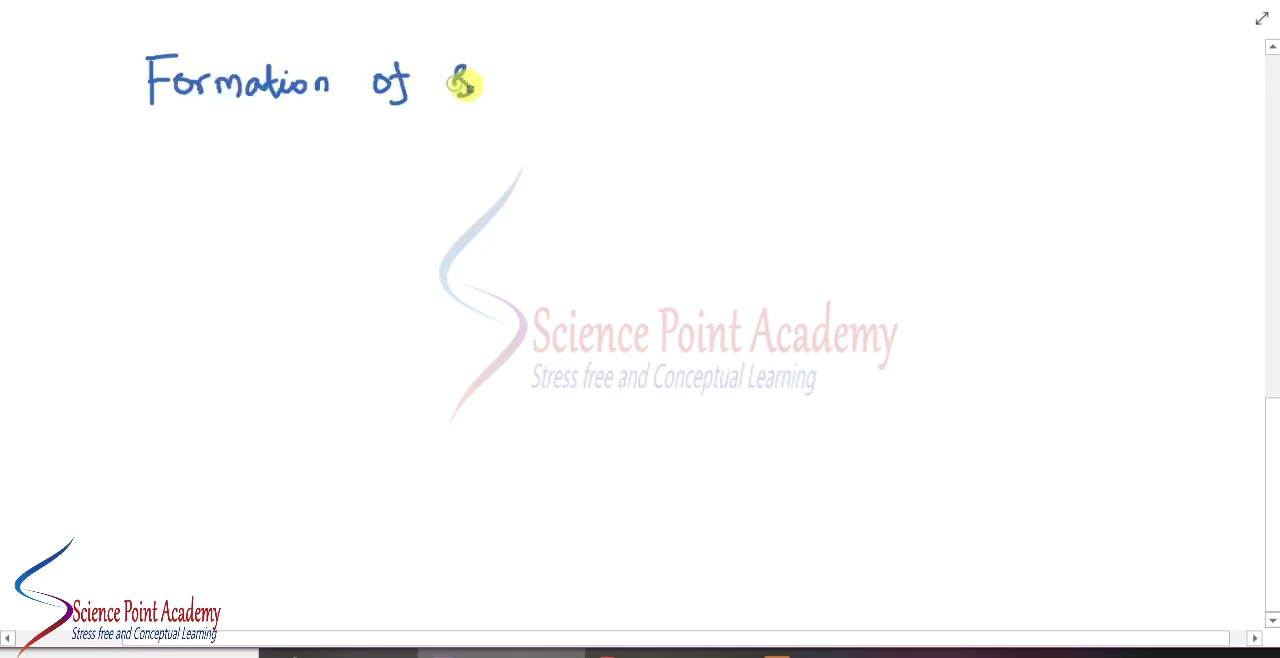 Formation of
Science Point Academy
Stress free and Conceptual Learning
Science Point Academy
Stress free and Conceptual Learning